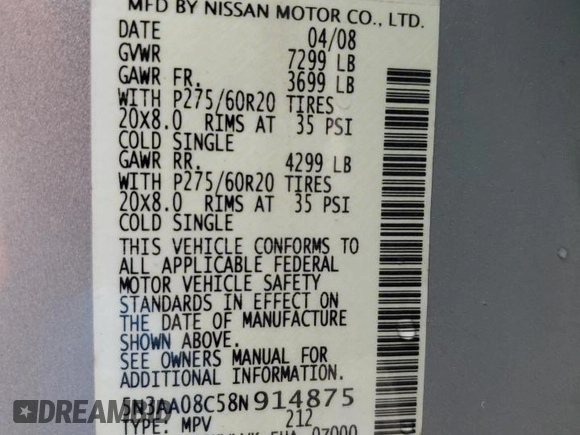 MFD BY NISSAN MOTOR CO., LTD.
DATE 04/08
GVWR 7299 LB
GAWR FR. 3699 LB
WITH P275/60R20 TIRES
20X8.0 RIMS AT 35 PSI
COLD SINGLE
GAWR RR. 4299 LB
WITH P275/60R20 TIRES
20X8.0 RIMS AT 35 PSI
COLD SINGLE
THIS VEHICLE CONFORMS TO
ALL APPLICABLE FEDERAL
MOTOR VEHICLE SAFETY
STANDARDS IN EFFECT ON
THE DATE OF MANUFACTURE
SHOWN ABOVE.
SEE OWNERS MANUAL FOR
ADDITIONAL INFORMATION.
5N3AA08C58N914875
TYPE: MPV 212
DREAMBID